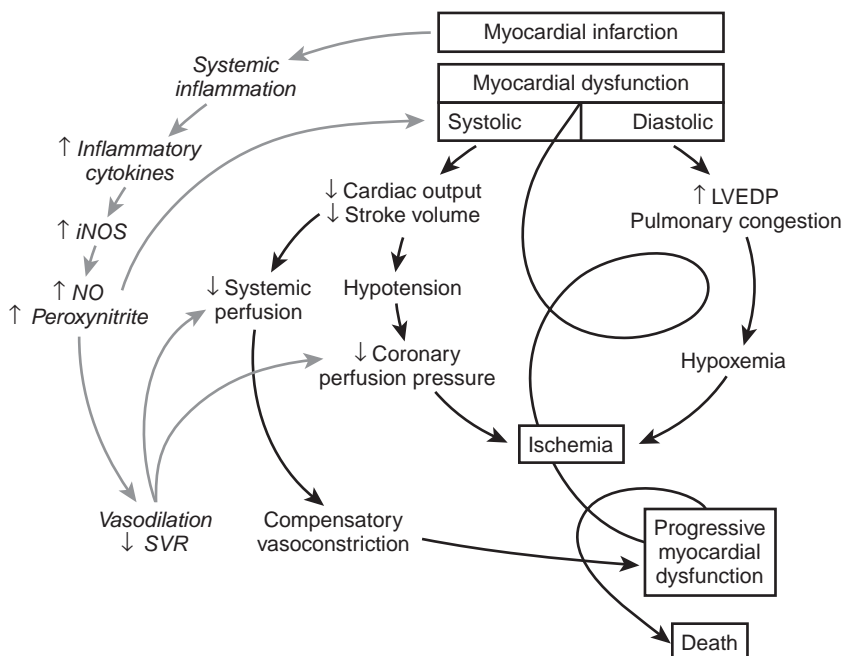 Myocardial infarction
Systemic
inflammation
Myocardial dysfunction
Systolic
Diastolic
↑ Inflammatory
cytokines
↓ Cardiac output
↓ Stroke volume
↑ LVEDP
Pulmonary congestion
↑ iNOS
↑ NO
↑ Peroxynitrite
↓ Systemic
perfusion
Hypotension
↓ Coronary
perfusion pressure
Hypoxemia
Ischemia
Vasodilation
↓ SVR
Compensatory
vasoconstriction
Progressive
myocardial
dysfunction
Death